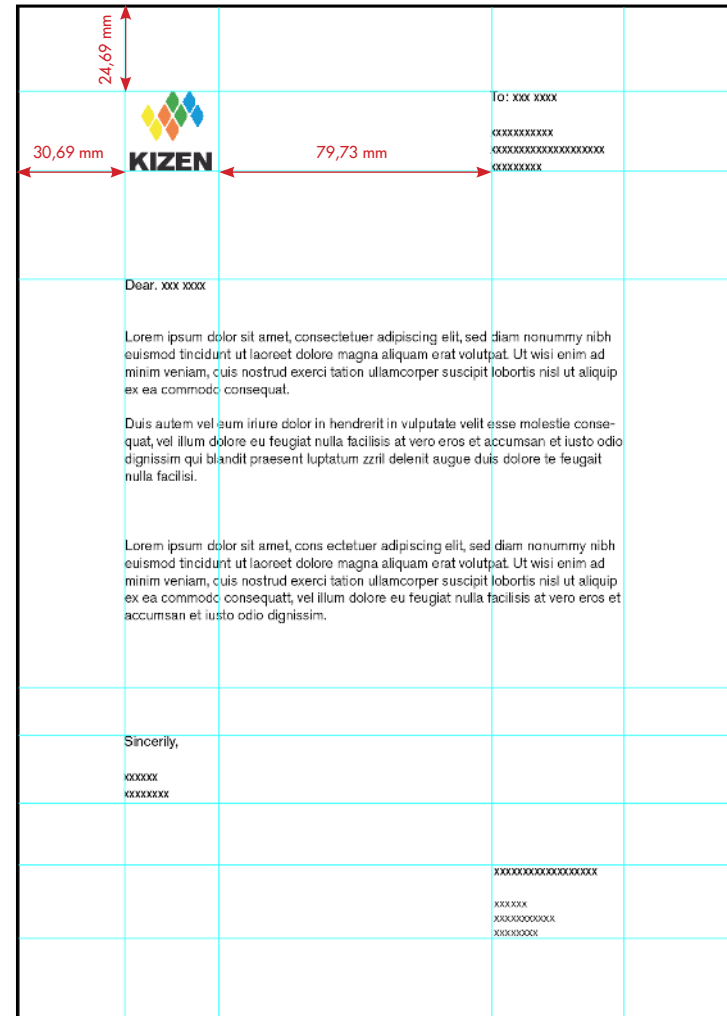 24,69 mm
To: xxx xxxx
xxxxxxxxxxx
xxxxxxxxxxxxxxxxxxxx
xxxxxxxxx
30,69 mm
79,73 mm
KIZEN
Dear. xxx xxxx
Lorem ipsum dolor sit amet, consectetuer adipiscing elit, sed diam nonummy nibh
euismod tincidunt ut laoreet dolore magna aliquam erat volutpat. Ut wisi enim ad
minim veniam, quis nostrud exerci tation ullamcorper suscipit lobortis nisl ut aliquip
ex ea commodo consequat.
Duis autem vel eum iriure dolor in hendrerit in vulputate velit esse molestie conse-
quat, vel illum dolore eu feugiat nulla facilisis at vero eros et accumsan et iusto odio
dignissim qui blandit praesent luptatum zzril delenit augue duis dolore te feugait
nulla facilisi.
Lorem ipsum dolor sit amet, cons ectetuer adipiscing elit, sed diam nonummy nibh
euismod tincidunt ut laoreet dolore magna aliquam erat volutpat. Ut wisi enim ad
minim veniam, quis nostrud exerci tation ullamcorper suscipit lobortis nisl ut aliquip
ex ea commodo consequatt, vel illum dolore eu feugiat nulla facilisis at vero eros et
accumsan et iusto odio dignissim.
Sincerily,
xxxxxx
xxxxxxxx
xxxxxxxxxxxxxxxxxx
xxxxxx
xxxxxxxxxxx
xxxxxxxx